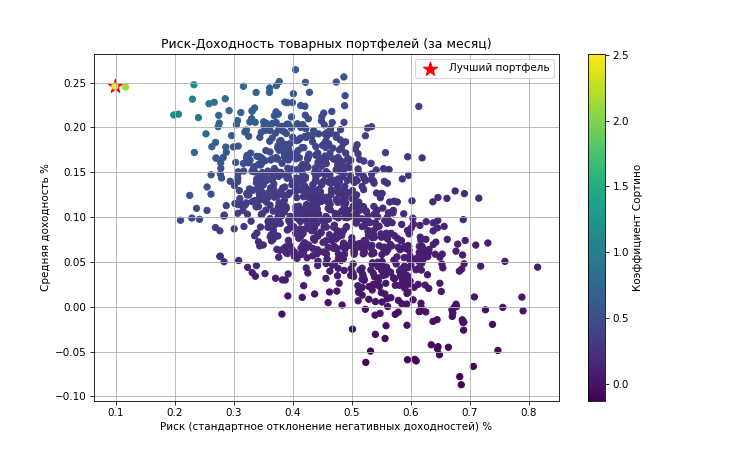 Риск-Доходность товарных портфелей (за месяц)
Лучший портфель
Средняя доходность %
0.25
0.20
0.15
0.10
0.05
0.00
−0.05
−0.10
0.1 0.2 0.3 0.4 0.5 0.6 0.7 0.8
Риск (стандартное отклонение негативных доходностей) %
2.5
2.0
1.5
1.0
0.5
0.0
Коэффициент Сортино